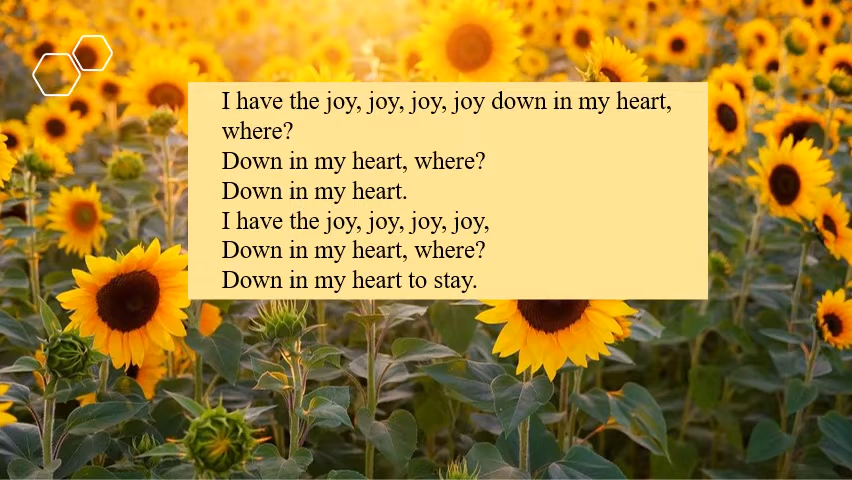 I have the joy, joy, joy, joy down in my heart,
where?
Down in my heart, where?
Down in my heart.
I have the joy, joy, joy, joy,
Down in my heart, where?
Down in my heart to stay.